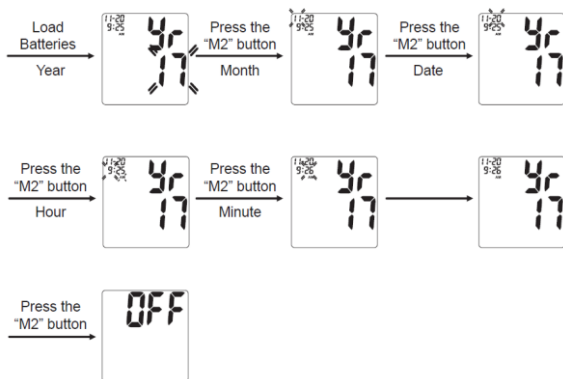 Load
Batteries
Year
11-20
9:25
Yr
17
Press the
“M2” button
Month
11-20
9:25
Yr
17
Press the
“M2” button
Date
11-20
9:25
Yr
17
Press the
“M2” button
Hour
11-20
9:25
Yr
17
Press the
“M2” button
Minute
11-20
9:26
Yr
17
11-20
9:26
Yr
17
Press the
“M2” button
OFF